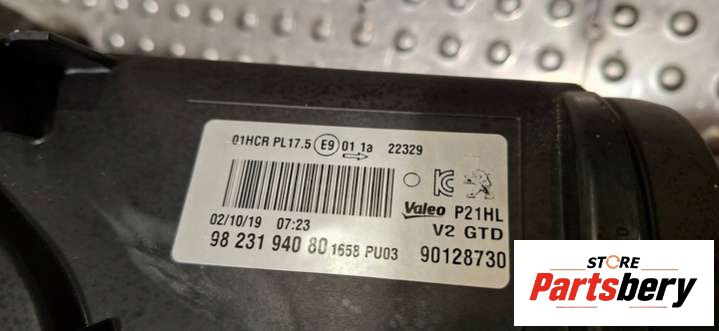 01HCR PL17.5 E9 01 1a 22329
Valeo P21HL
02/10/19 07:23 V2 GTD
98 231 940 80 1658 PU03 90128730
STORE
Partsbery